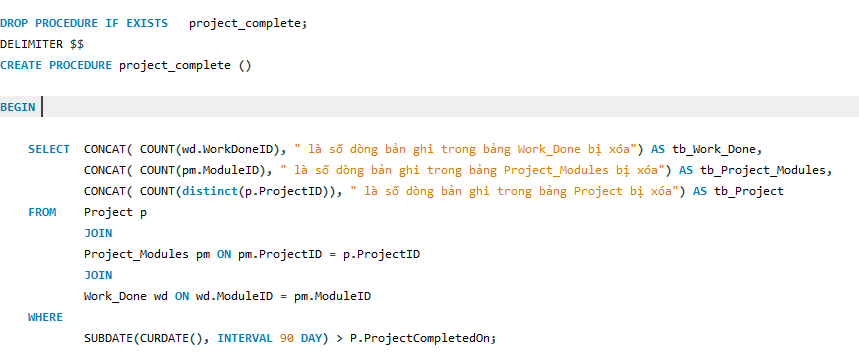 DROP PROCEDURE IF EXISTS   project_complete;
DELIMITER $$
CREATE PROCEDURE project_complete ()
BEGIN
SELECT  CONCAT( COUNT(wd.WorkDoneID), " là số dòng bản ghi trong bảng Work_Done bị xóa") AS tb_Work_Done,
CONCAT( COUNT(pm.ModuleID), " là số dòng bản ghi trong bảng Project_Modules bị xóa") AS tb_Project_Modules,
CONCAT( COUNT(distinct(p.ProjectID)), " là số dòng bản ghi trong bảng Project bị xóa") AS tb_Project
FROM    Project p
JOIN
Project_Modules pm ON pm.ProjectID = p.ProjectID
JOIN
Work_Done wd ON wd.ModuleID = pm.ModuleID
WHERE
SUBDATE(CURDATE(), INTERVAL 90 DAY) > P.ProjectCompletedOn;